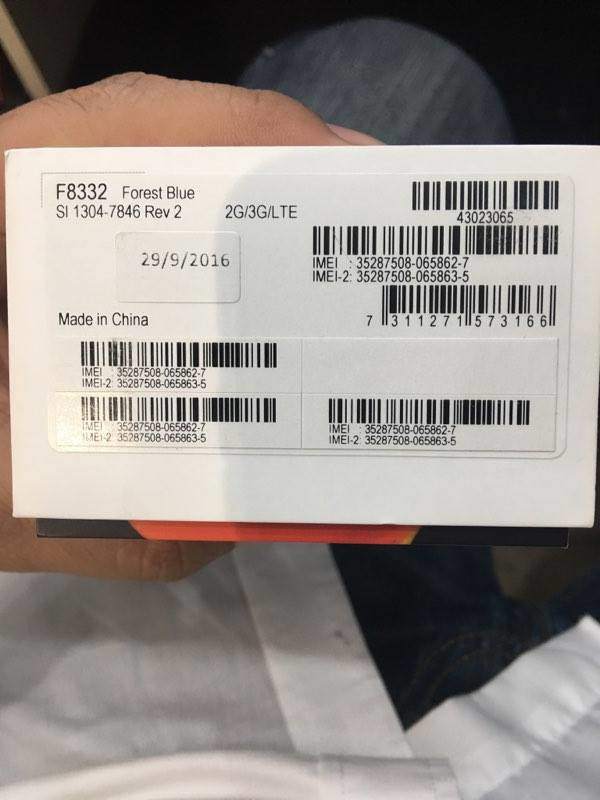 F8332 Forest Blue
SI 1304-7846 Rev 2 2G/3G/LTE
43023065
29/9/2016
IMEI : 35287508-065862-7
IMEI-2: 35287508-065863-5
Made in China
7 311271 573166
IMEI : 35287508-065862-7
IMEI-2: 35287508-065863-5
IMEI : 35287508-065862-7
IMEI-2: 35287508-065863-5
IMEI : 35287508-065862-7
IMEI-2: 35287508-065863-5